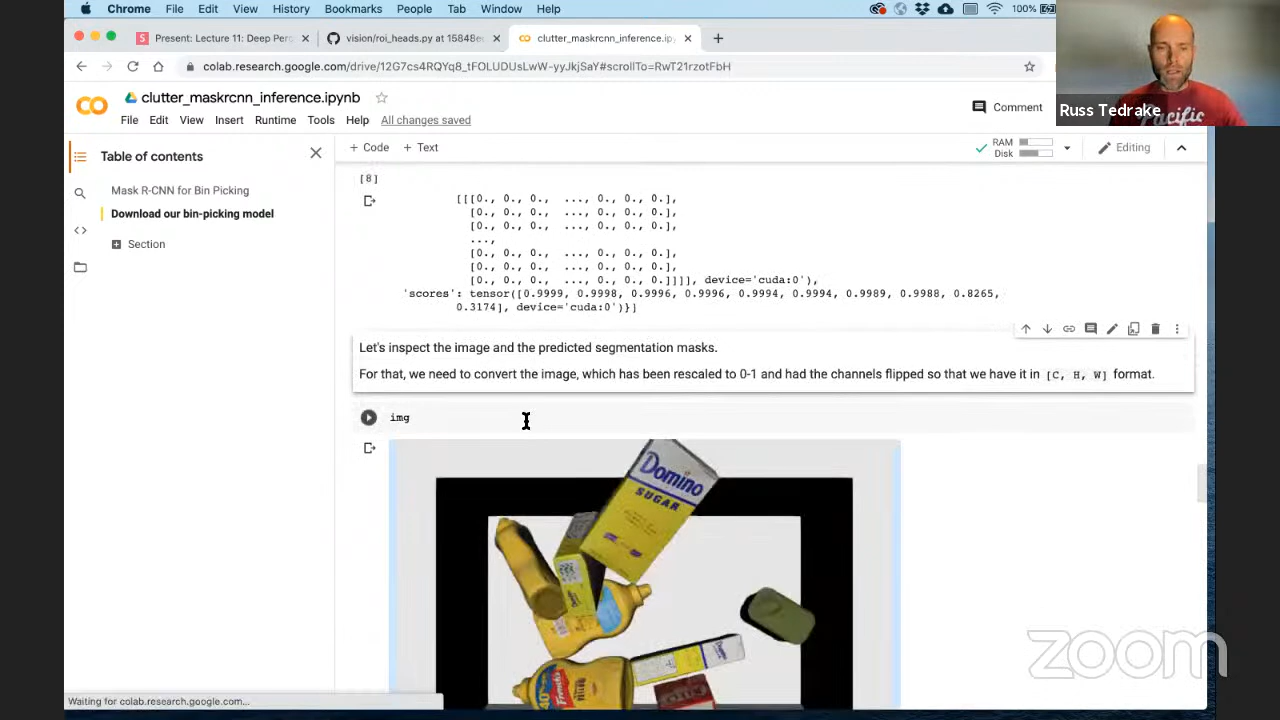 Chrome File Edit View History Bookmarks People Tab Window Help 100%
Present: Lecture 11: Deep Per
vision/roi_heads.py at 15848e
clutter_maskrcnn_inference.ip
colab.research.google.com/drive/12G7cs4RQYq8_tFOLUDUsLwW-yyJkjSaY#scrollTo=RwT21rzotFbH
clutter_maskrcnn_inference.ipynb
Comment
File Edit View Insert Runtime Tools Help All changes saved
Russ Tedrake
Pacific
Table of contents
+ Code + Text
RAM
Disk
Editing
Mask R-CNN for Bin Picking
Download our bin-picking model
Section
[8]
[[[0., 0., 0., ..., 0., 0., 0.],
[0., 0., 0., ..., 0., 0., 0.],
[0., 0., 0., ..., 0., 0., 0.],
...,
[0., 0., 0., ..., 0., 0., 0.],
[0., 0., 0., ..., 0., 0., 0.],
[0., 0., 0., ..., 0., 0., 0.]]]], device='cuda:0'),
'scores': tensor([0.9999, 0.9998, 0.9996, 0.9996, 0.9994, 0.9994, 0.9989, 0.9988, 0.8265,
0.3174], device='cuda:0')}]
Let's inspect the image and the predicted segmentation masks.
For that, we need to convert the image, which has been rescaled to 0-1 and had the channels flipped so that we have it in [C, H, W] format.
img
Domino
SUGAR
Domino
French's
zoom
Waiting for colab.research.google.com...